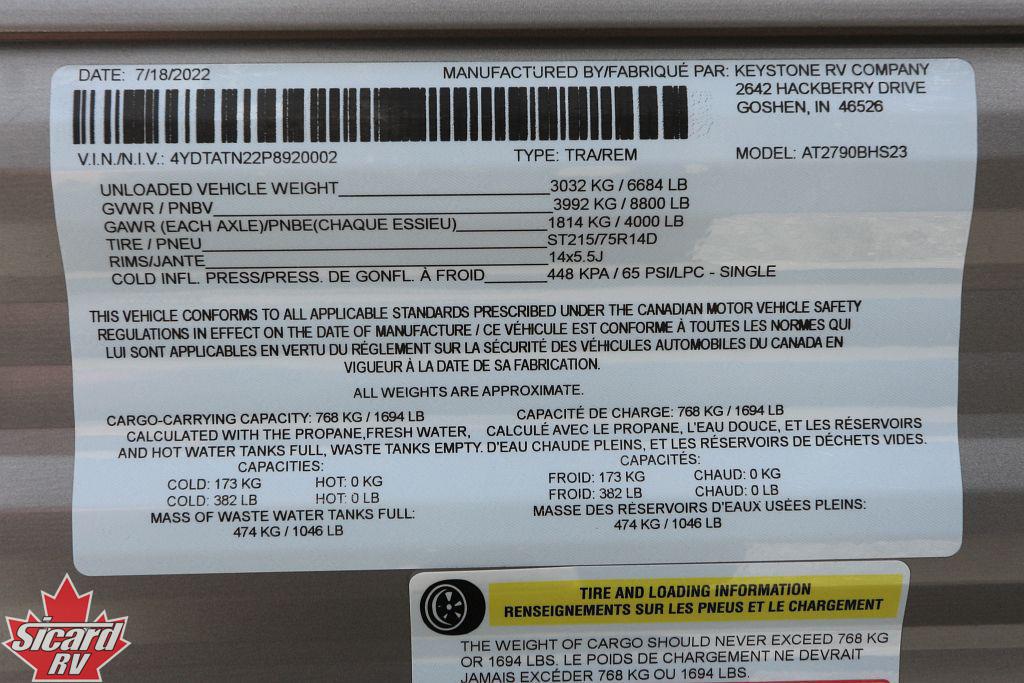 DATE: 7/18/2022
MANUFACTURED BY/FABRIQUÉ PAR: KEYSTONE RV COMPANY
2642 HACKBERRY DRIVE
GOSHEN, IN 46526
V.I.N./N.I.V.: 4YDTATN22P8920002 TYPE: TRA/REM MODEL: AT2790BHS23
UNLOADED VEHICLE WEIGHT 3032 KG / 6684 LB
GVWR / PNBV 3992 KG / 8800 LB
GAWR (EACH AXLE)/PNBE(CHAQUE ESSIEU) 1814 KG / 4000 LB
TIRE / PNEU ST215/75R14D
RIMS/JANTE 14x5.5J
COLD INFL. PRESS/PRESS. DE GONFL. À FROID 448 KPA / 65 PSI/LPC - SINGLE
THIS VEHICLE CONFORMS TO ALL APPLICABLE STANDARDS PRESCRIBED UNDER THE CANADIAN MOTOR VEHICLE SAFETY
REGULATIONS IN EFFECT ON THE DATE OF MANUFACTURE / CE VÉHICULE EST CONFORME À TOUTES LES NORMES QUI
LUI SONT APPLICABLES EN VERTU DU RÉGLEMENT SUR LA SÉCURITÉ DES VÉHICULES AUTOMOBILES DU CANADA EN
VIGUEUR À LA DATE DE SA FABRICATION.
ALL WEIGHTS ARE APPROXIMATE.
CARGO-CARRYING CAPACITY: 768 KG / 1694 LB
CALCULATED WITH THE PROPANE,FRESH WATER,
AND HOT WATER TANKS FULL, WASTE TANKS EMPTY.
CAPACITIES:
COLD: 173 KG HOT: 0 KG
COLD: 382 LB HOT: 0 LB
MASS OF WASTE WATER TANKS FULL:
474 KG / 1046 LB
CAPACITÉ DE CHARGE: 768 KG / 1694 LB
CALCULÉ AVEC LE PROPANE, L'EAU DOUCE, ET LES RÉSERVOIRS
D'EAU CHAUDE PLEINS, ET LES RÉSERVOIRS DE DÉCHETS VIDES.
CAPACITÉS:
FROID: 173 KG CHAUD: 0 KG
FROID: 382 LB CHAUD: 0 LB
MASSE DES RÉSERVOIRS D'EAUX USÉES PLEINS:
474 KG / 1046 LB
TIRE AND LOADING INFORMATION
RENSEIGNEMENTS SUR LES PNEUS ET LE CHARGEMENT
THE WEIGHT OF CARGO SHOULD NEVER EXCEED 768 KG
OR 1694 LBS. LE POIDS DE CHARGEMENT NE DEVRAIT
JAMAIS EXCÉDER 768 KG OU 1694 LBS.
Sicard
RV